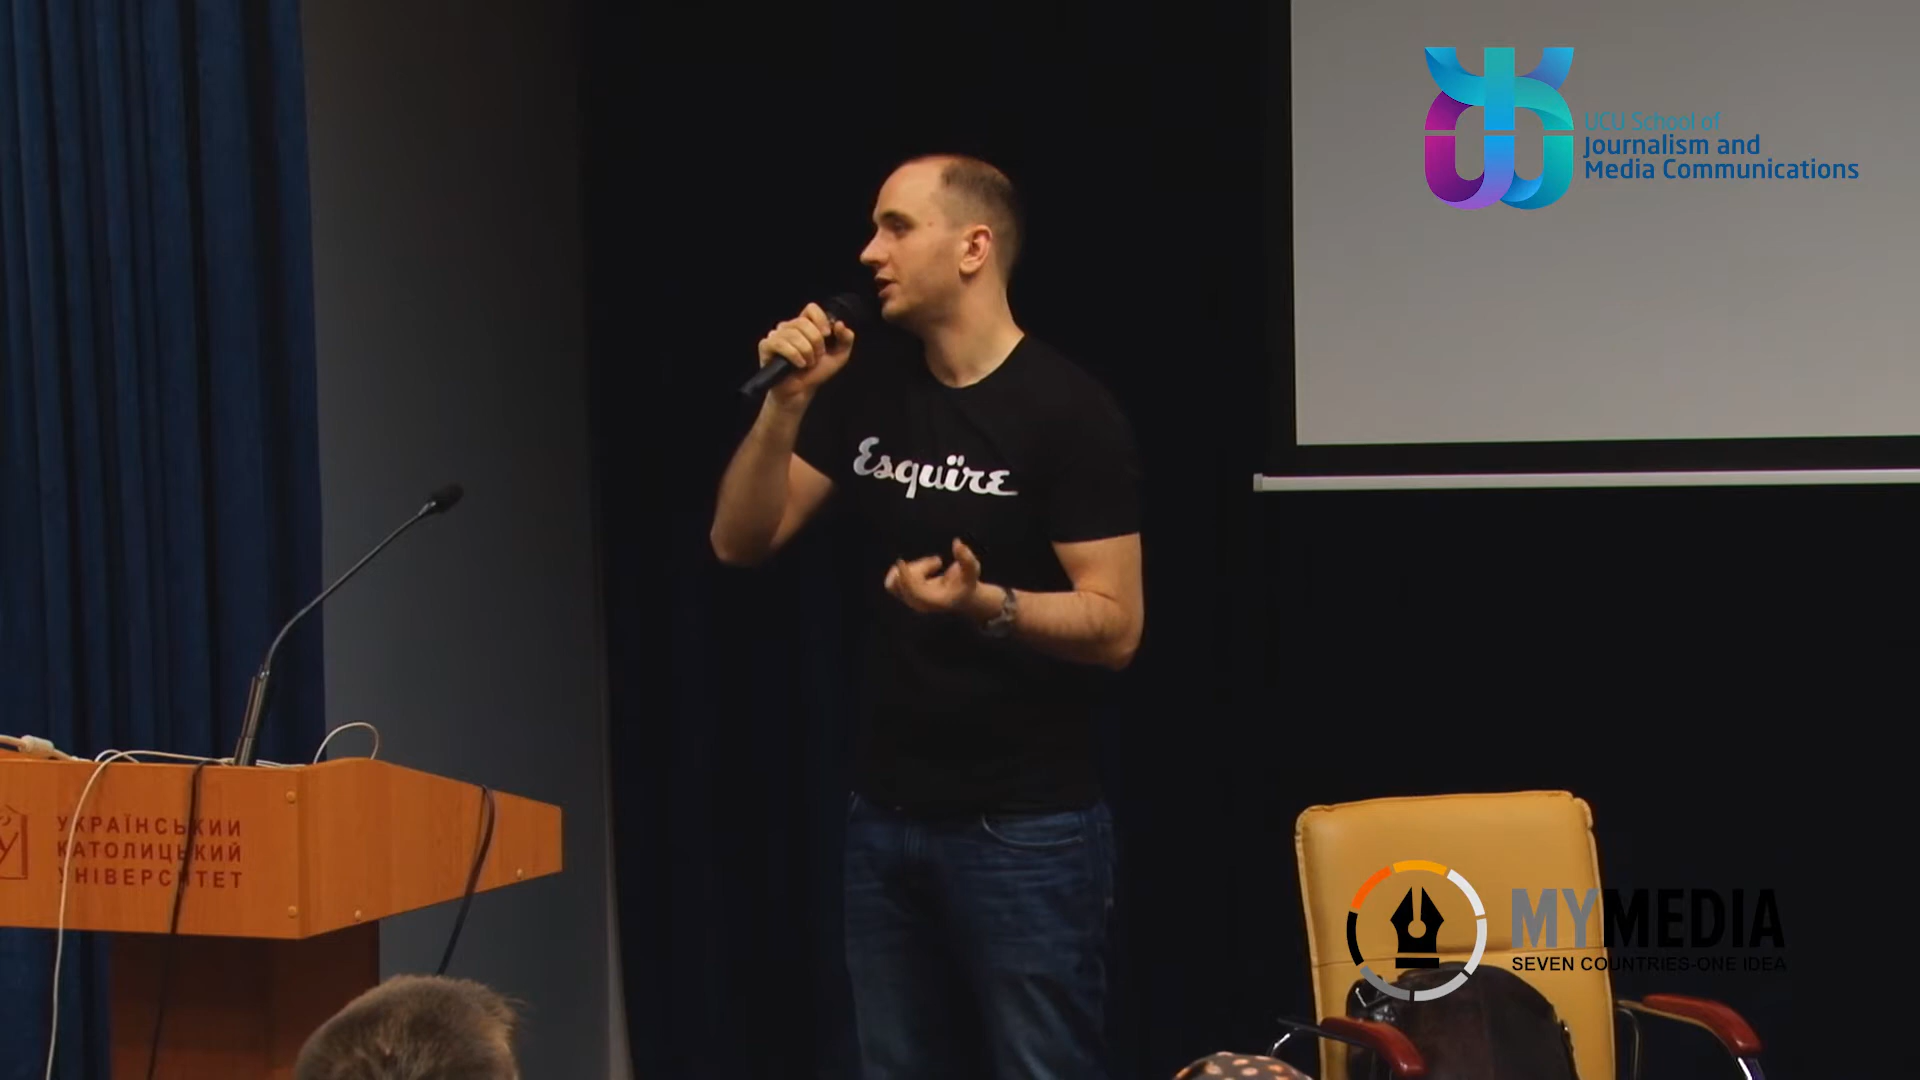 UCU School of
Journalism and
Media Communications
Esquire
УКРАЇНСЬКИЙ
КАТОЛИЦЬКИЙ
УНІВЕРСИТЕТ
MYMEDIA
SEVEN COUNTRIES-ONE IDEA